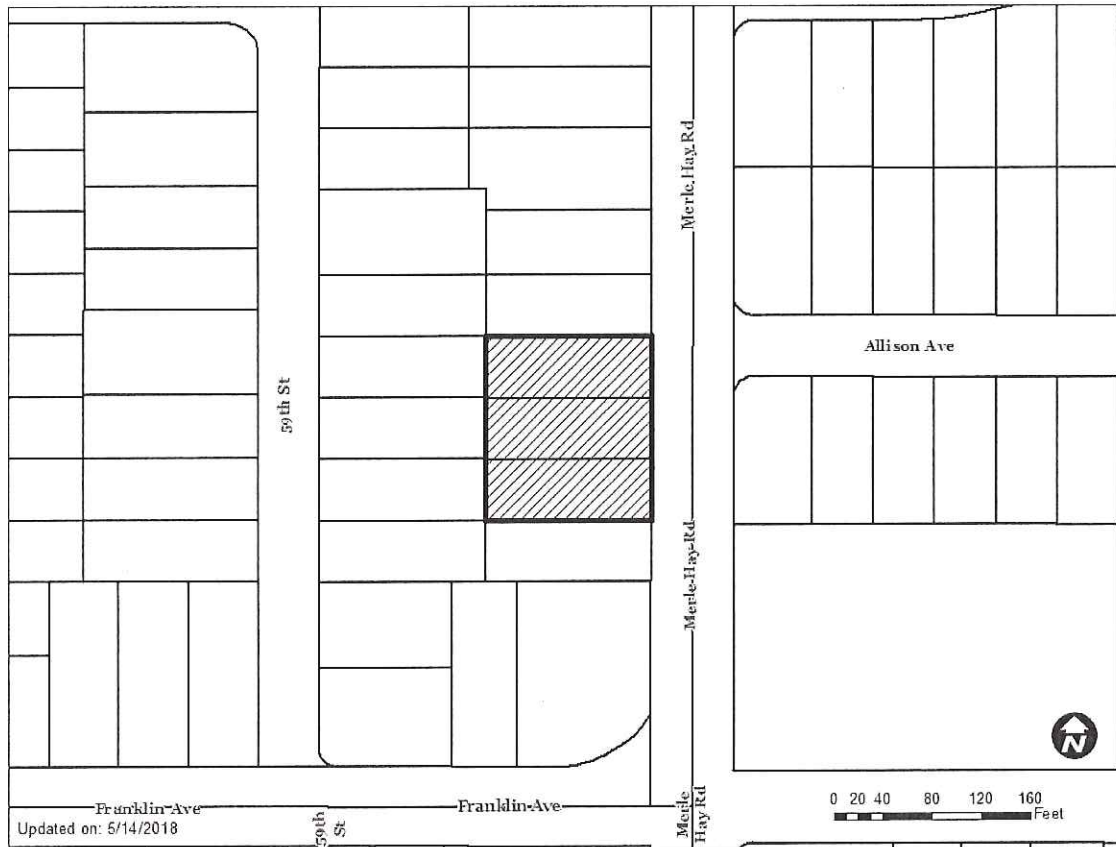 Merle Hay Rd
Allison Ave
59th St
Merle Hay Rd
N
0 20 40 80 120 160
Feet
Franklin Ave
Franklin Ave
Merle
Hay Rd
59th
St
Updated on: 5/14/2018